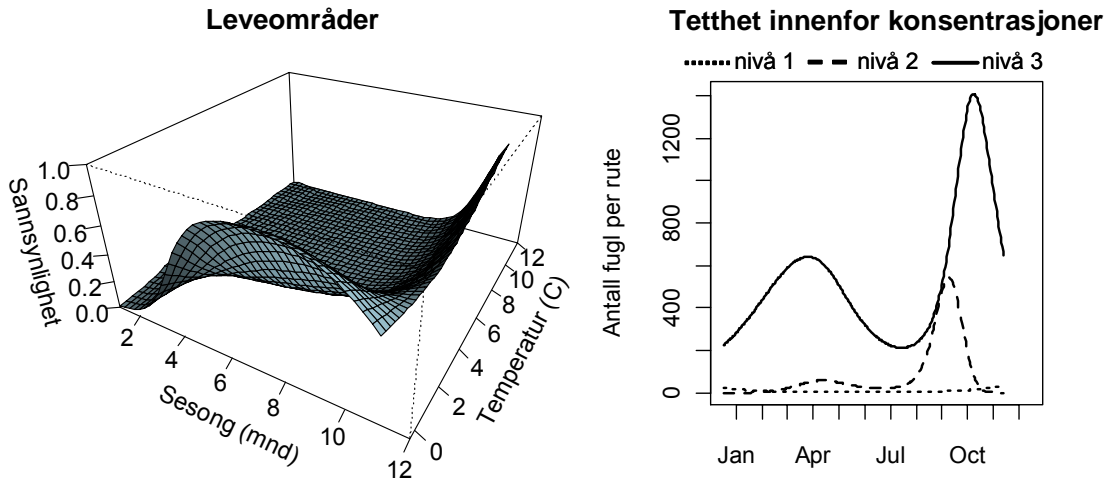 Leveområder
1.0
0.8
0.6
0.4
0.2
0.0
Sannsynlighet
2
4
6
8
10
12
Sesong (mnd)
0
2
4
6
8
10
12
Temperatur (C)
Tetthet innenfor konsentrasjoner
nivå 1 nivå 2 nivå 3
Antall fugl per rute
1200
800
400
0
Jan Apr Jul Oct